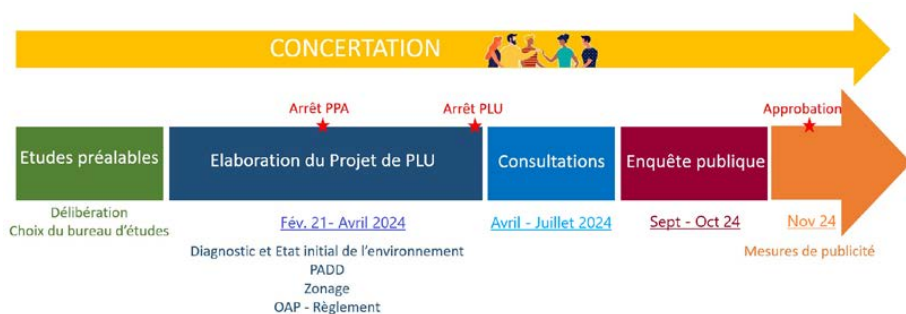 CONCERTATION
Arrêt PPA
Arrêt PLU
Approbation
Etudes préalables
Elaboration du Projet de PLU
Consultations
Enquête publique
Délibération
Choix du bureau d'études
Fév. 21- Avril 2024
Avril - Juillet 2024
Sept - Oct 24
Nov 24
Diagnostic et Etat initial de l'environnement
PADD
Zonage
OAP - Règlement
Mesures de publicité